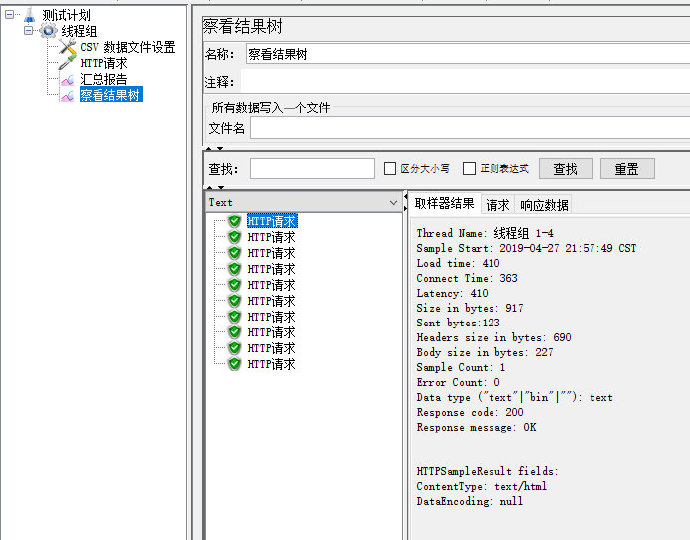 测试计划
线程组
CSV 数据文件设置
HTTP请求
汇总报告
察看结果树
察看结果树
名称: 察看结果树
注释:
所有数据写入一个文件
文件名
查找: 区分大小写 正则表达式 查找 重置
Text
HTTP请求
HTTP请求
HTTP请求
HTTP请求
HTTP请求
HTTP请求
HTTP请求
HTTP请求
HTTP请求
HTTP请求
取样器结果 请求 响应数据
Thread Name: 线程组 1-4
Sample Start: 2019-04-27 21:57:49 CST
Load time: 410
Connect Time: 363
Latency: 410
Size in bytes: 917
Sent bytes:123
Headers size in bytes: 690
Body size in bytes: 227
Sample Count: 1
Error Count: 0
Data type ("text"|"bin"|""): text
Response code: 200
Response message: OK
HTTPSampleResult fields:
ContentType: text/html
DataEncoding: null